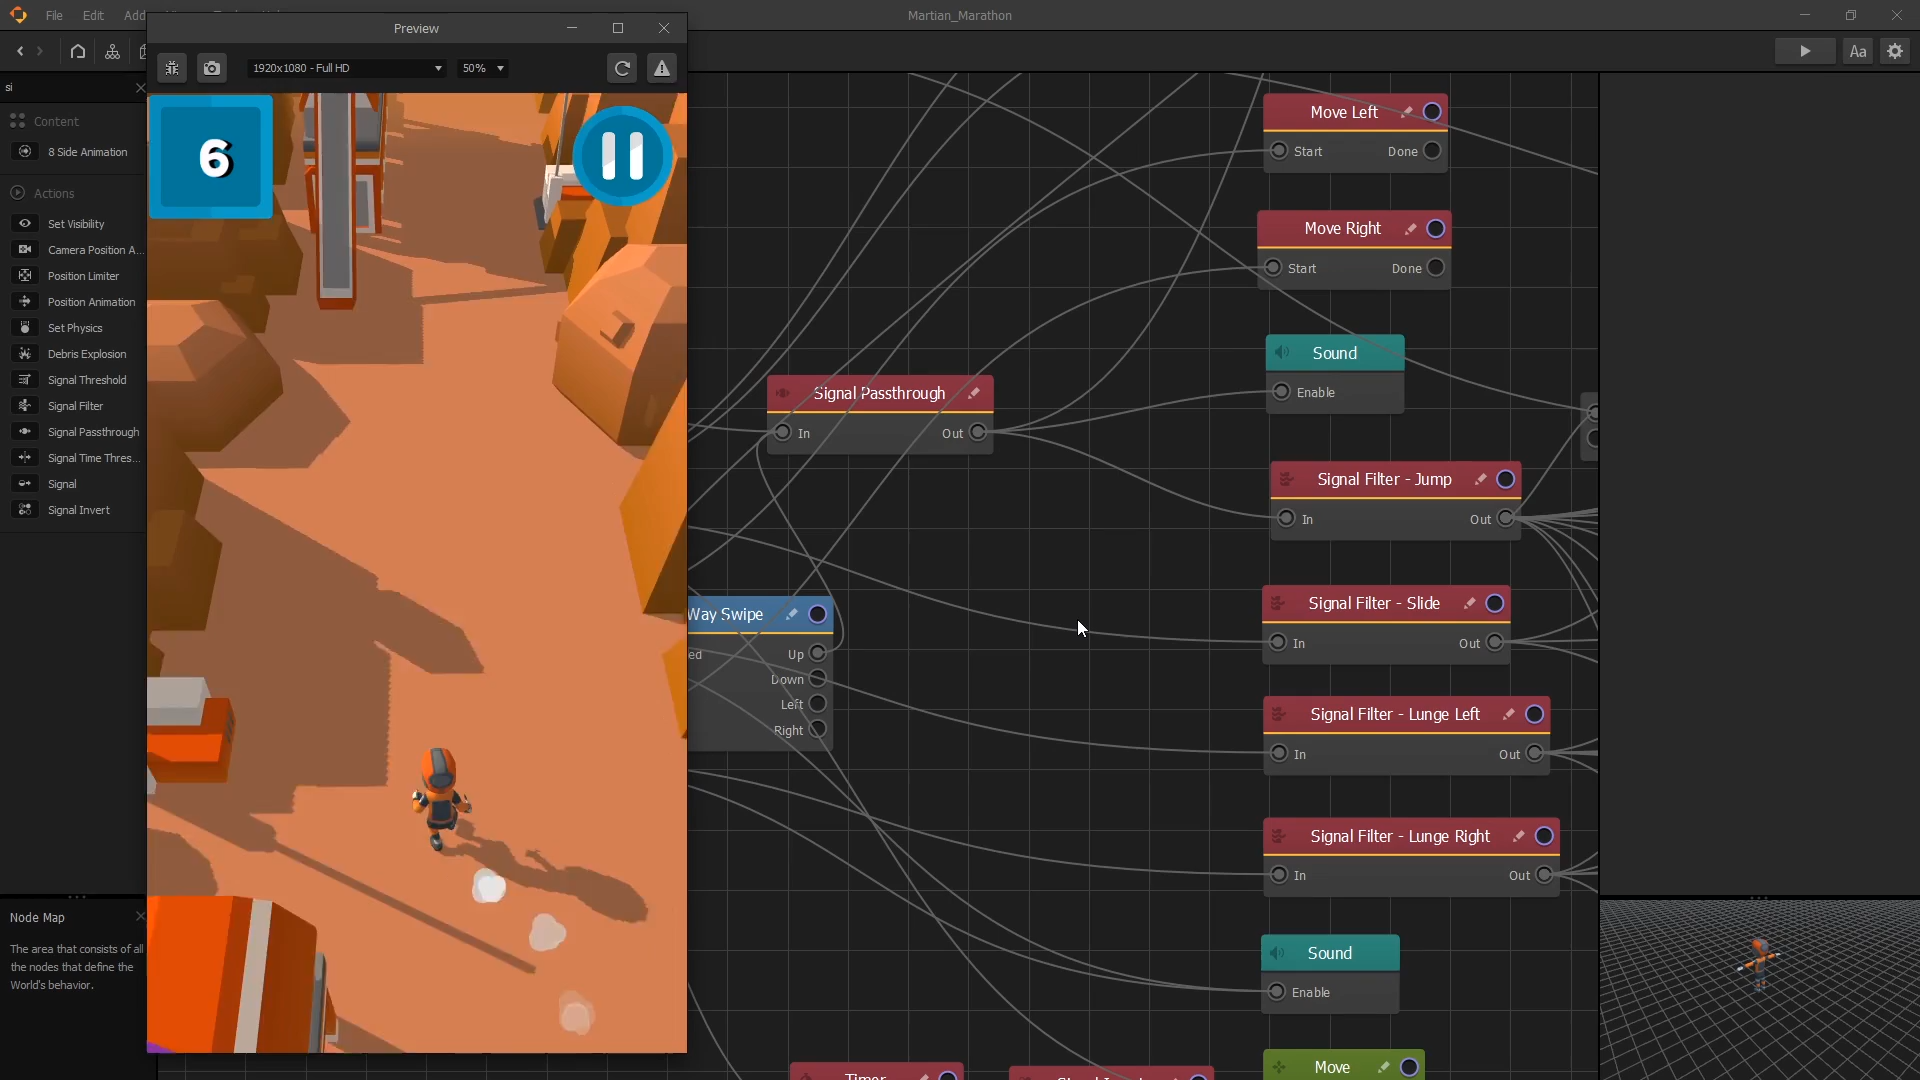 File Edit Add
Martian_Marathon
Preview
Aa
1920x1080 - Full HD
50%
si
Content
8 Side Animation
Actions
Set Visibility
Camera Position A...
Position Limiter
Position Animation
Set Physics
Debris Explosion
Signal Threshold
Signal Filter
Signal Passthrough
Signal Time Thres...
Signal
Signal Invert
6
Move Left
Start Done
Move Right
Start Done
Sound
Enable
Signal Passthrough
In Out
Signal Filter - Jump
In Out
Way Swipe
ed Up
Down
Left
Right
Signal Filter - Slide
In Out
Signal Filter - Lunge Left
In Out
Signal Filter - Lunge Right
In Out
Sound
Enable
Move
Timer
Node Map
The area that consists of all
the nodes that define the
World's behavior.